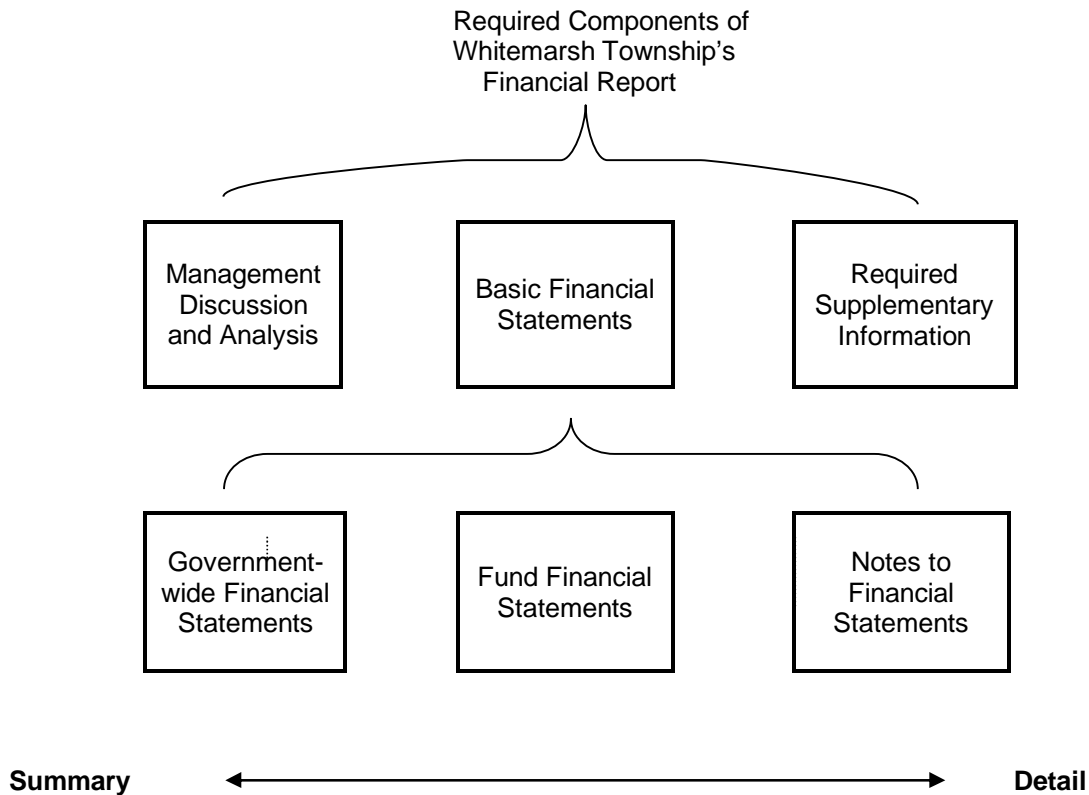 Required Components of
Whitemarsh Township's
Financial Report
Management
Discussion
and Analysis
Basic Financial
Statements
Required
Supplementary
Information
Government-
wide Financial
Statements
Fund Financial
Statements
Notes to
Financial
Statements
Summary
Detail